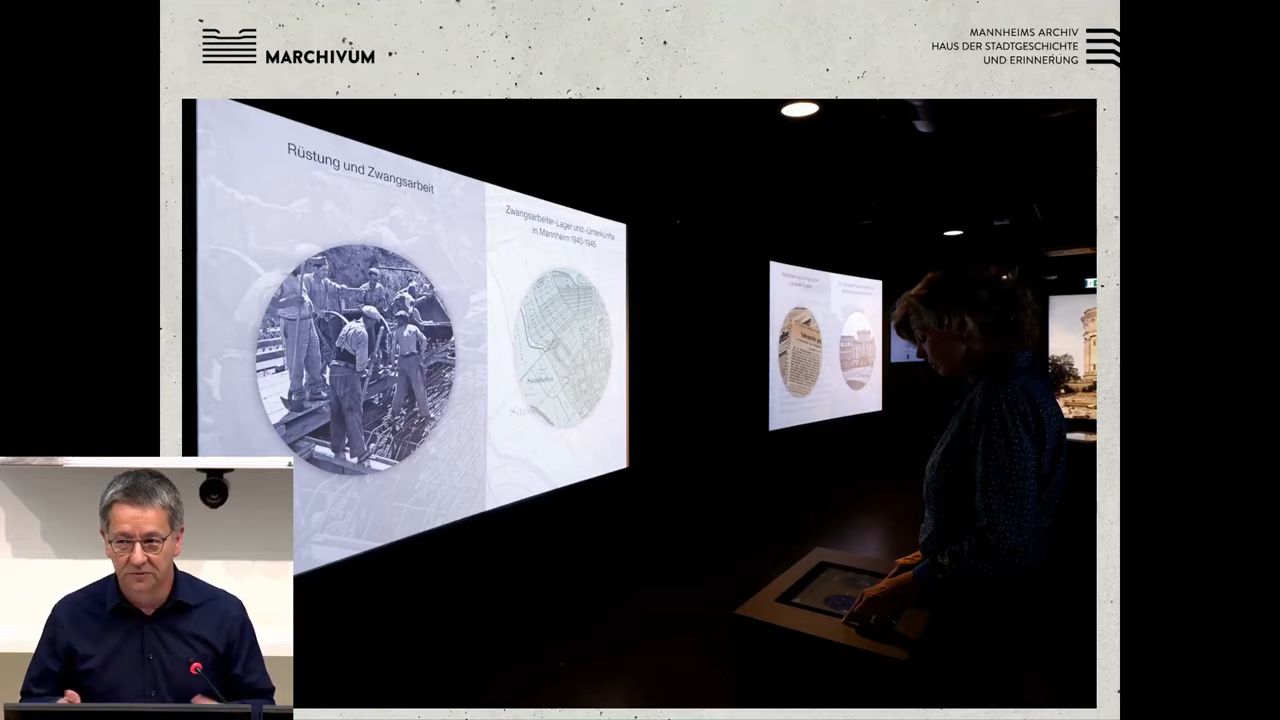 MARCHIVUM
MANNHEIMS ARCHIV
HAUS DER STADTGESCHICHTE
UND ERINNERUNG
Rüstung und Zwangsarbeit
Zwangsarbeiter-Lager und -Unterkünfte
in Mannheim 1940-1945